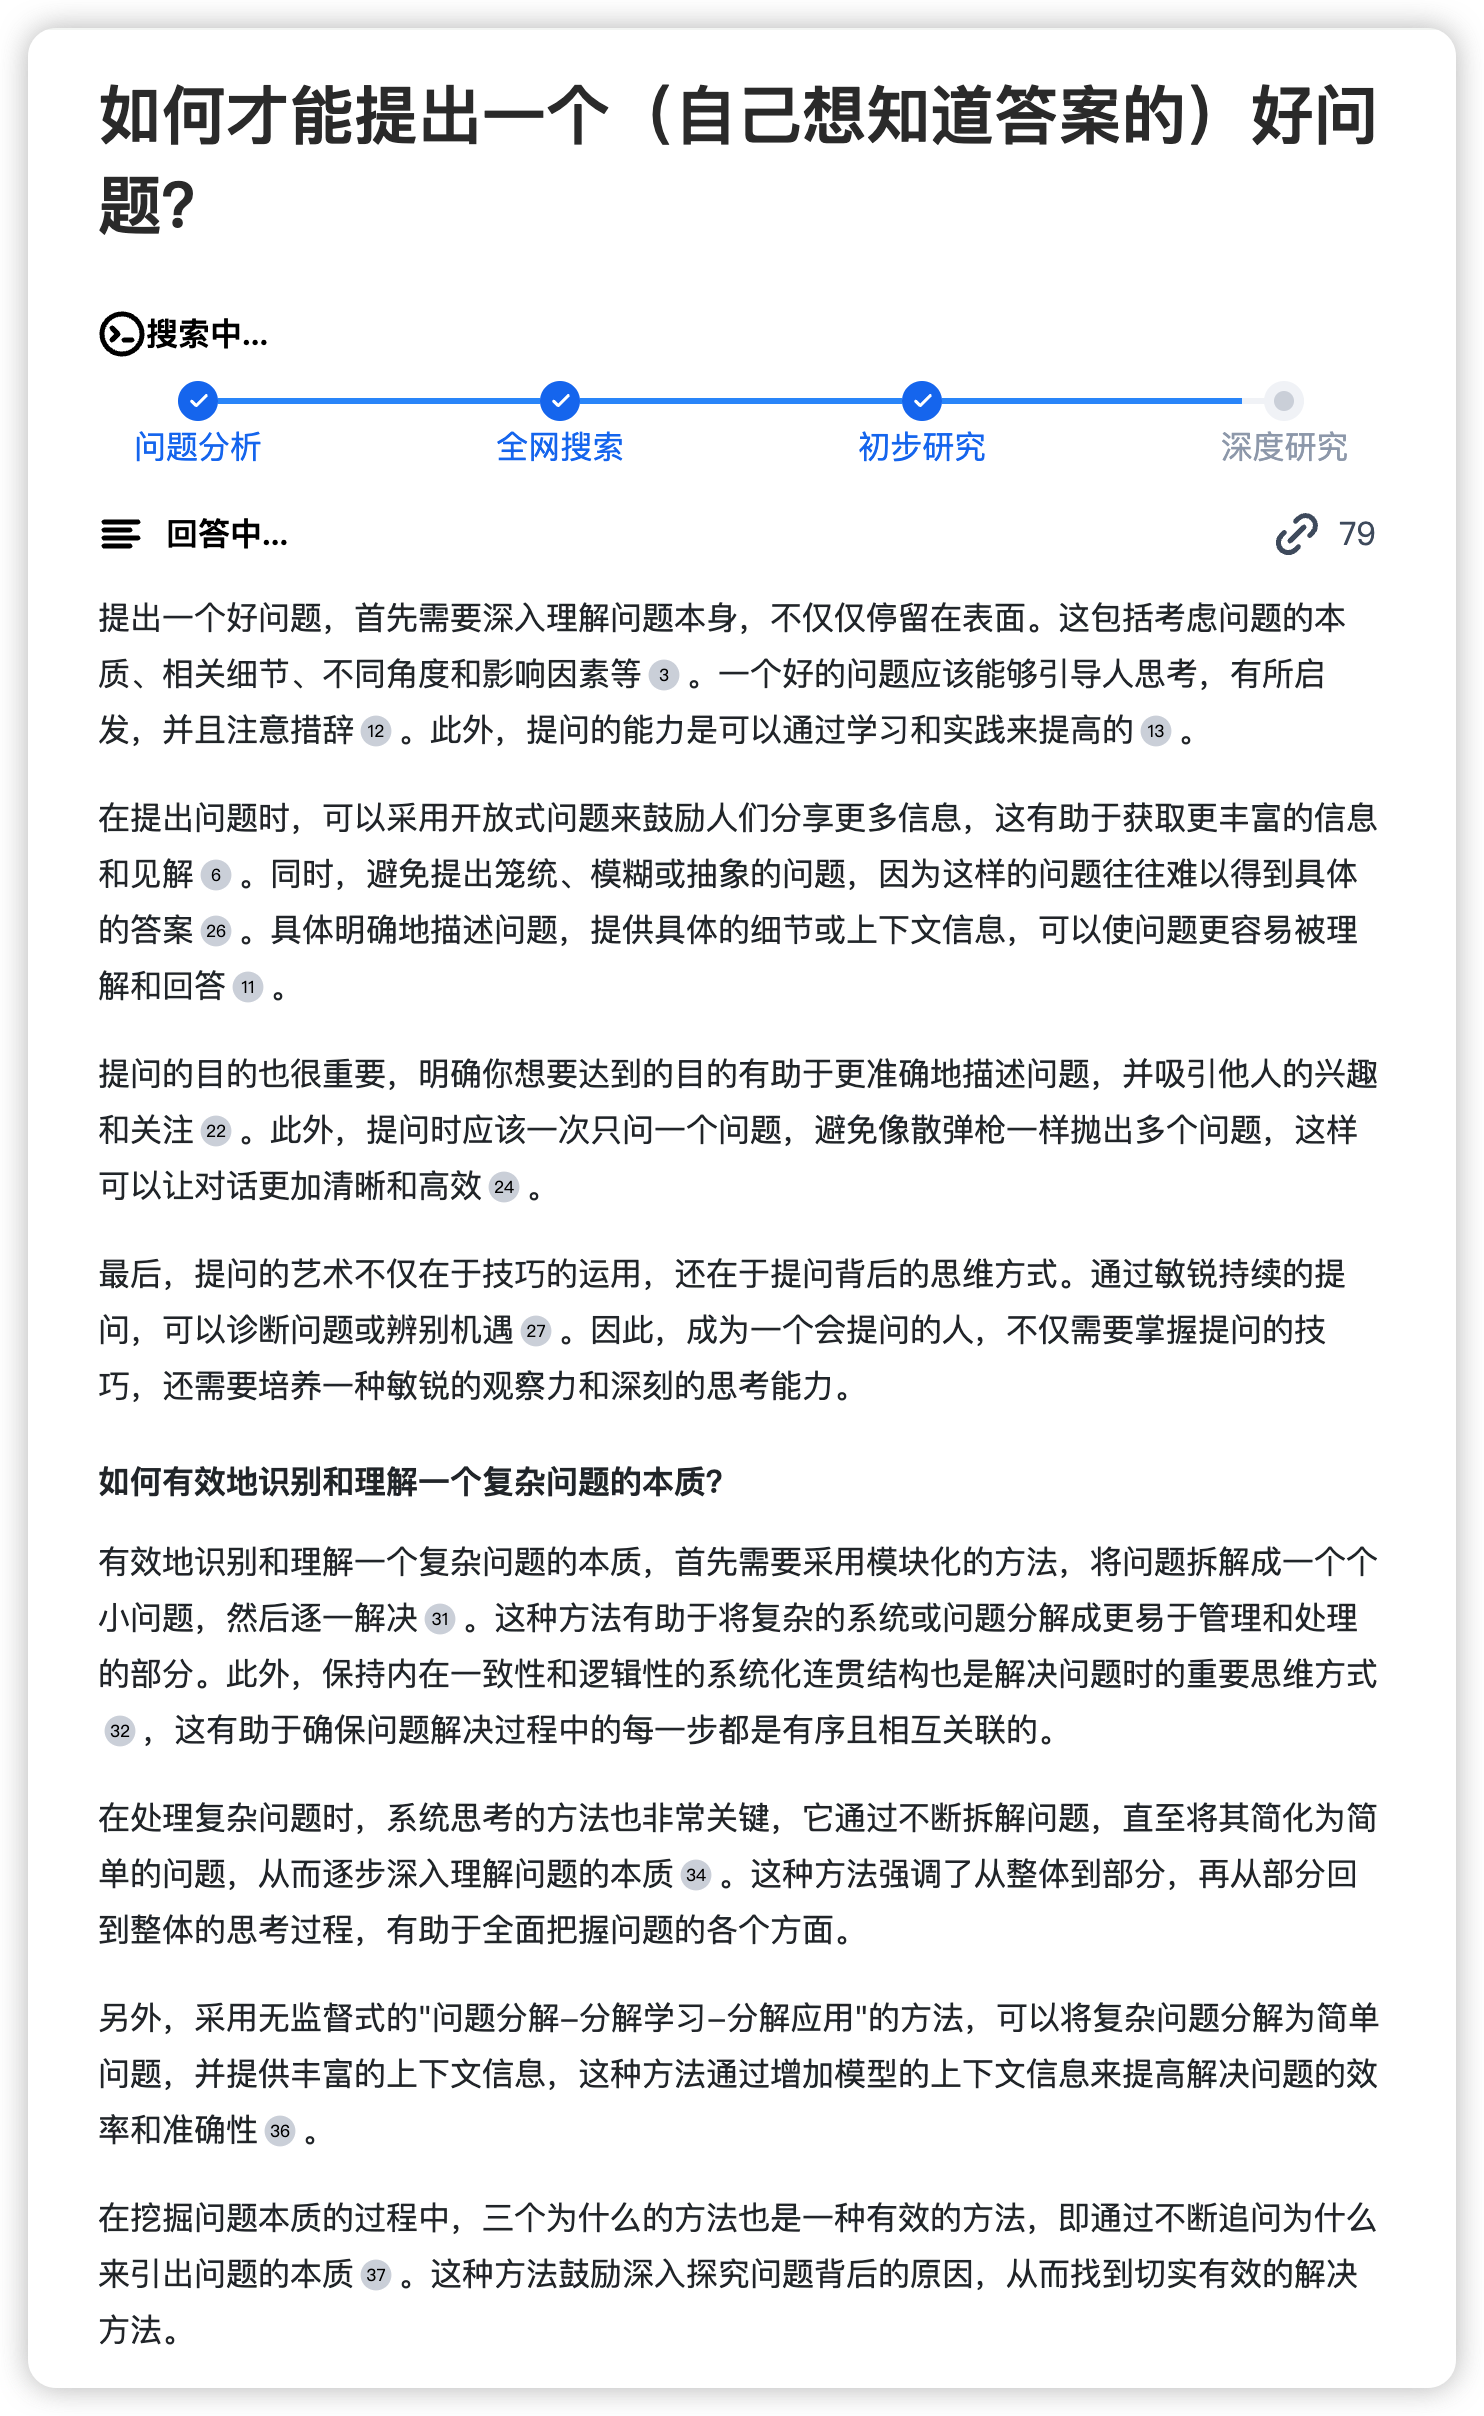 如何才能提出一个（自己想知道答案的）好问
题？
搜索中...
问题分析 全网搜索 初步研究 深度研究
回答中... 79
提出一个好问题，首先需要深入理解问题本身，不仅仅停留在表面。这包括考虑问题的本
质、相关细节、不同角度和影响因素等 3 。一个好的问题应该能够引导人思考，有所启
发，并且注意措辞 12 。此外，提问的能力是可以通过学习和实践来提高的 13 。
在提出问题时，可以采用开放式问题来鼓励人们分享更多信息，这有助于获取更丰富的信息
和见解 6 。同时，避免提出笼统、模糊或抽象的问题，因为这样的问题往往难以得到具体
的答案 26 。具体明确地描述问题，提供具体的细节或上下文信息，可以使问题更容易被理
解和回答 11 。
提问的目的也很重要，明确你想要达到的目的有助于更准确地描述问题，并吸引他人的兴趣
和关注 22 。此外，提问时应该一次只问一个问题，避免像散弹枪一样抛出多个问题，这样
可以让对话更加清晰和高效 24 。
最后，提问的艺术不仅在于技巧的运用，还在于提问背后的思维方式。通过敏锐持续的提
问，可以诊断问题或辨别机遇 27 。因此，成为一个会提问的人，不仅需要掌握提问的技
巧，还需要培养一种敏锐的观察力和深刻的思考能力。
如何有效地识别和理解一个复杂问题的本质？
有效地识别和理解一个复杂问题的本质，首先需要采用模块化的方法，将问题拆解成一个个
小问题，然后逐一解决 31 。这种方法有助于将复杂的系统或问题分解成更易于管理和处理
的部分。此外，保持内在一致性和逻辑性的系统化连贯结构也是解决问题时的重要思维方式
32 ，这有助于确保问题解决过程中的每一步都是有序且相互关联的。
在处理复杂问题时，系统思考的方法也非常关键，它通过不断拆解问题，直至将其简化为简
单的问题，从而逐步深入理解问题的本质 34 。这种方法强调了从整体到部分，再从部分回
到整体的思考过程，有助于全面把握问题的各个方面。
另外，采用无监督式的"问题分解–分解学习–分解应用"的方法，可以将复杂问题分解为简单
问题，并提供丰富的上下文信息，这种方法通过增加模型的上下文信息来提高解决问题的效
率和准确性 36 。
在挖掘问题本质的过程中，三个为什么的方法也是一种有效的方法，即通过不断追问为什么
来引出问题的本质 37 。这种方法鼓励深入探究问题背后的原因，从而找到切实有效的解决
方法。